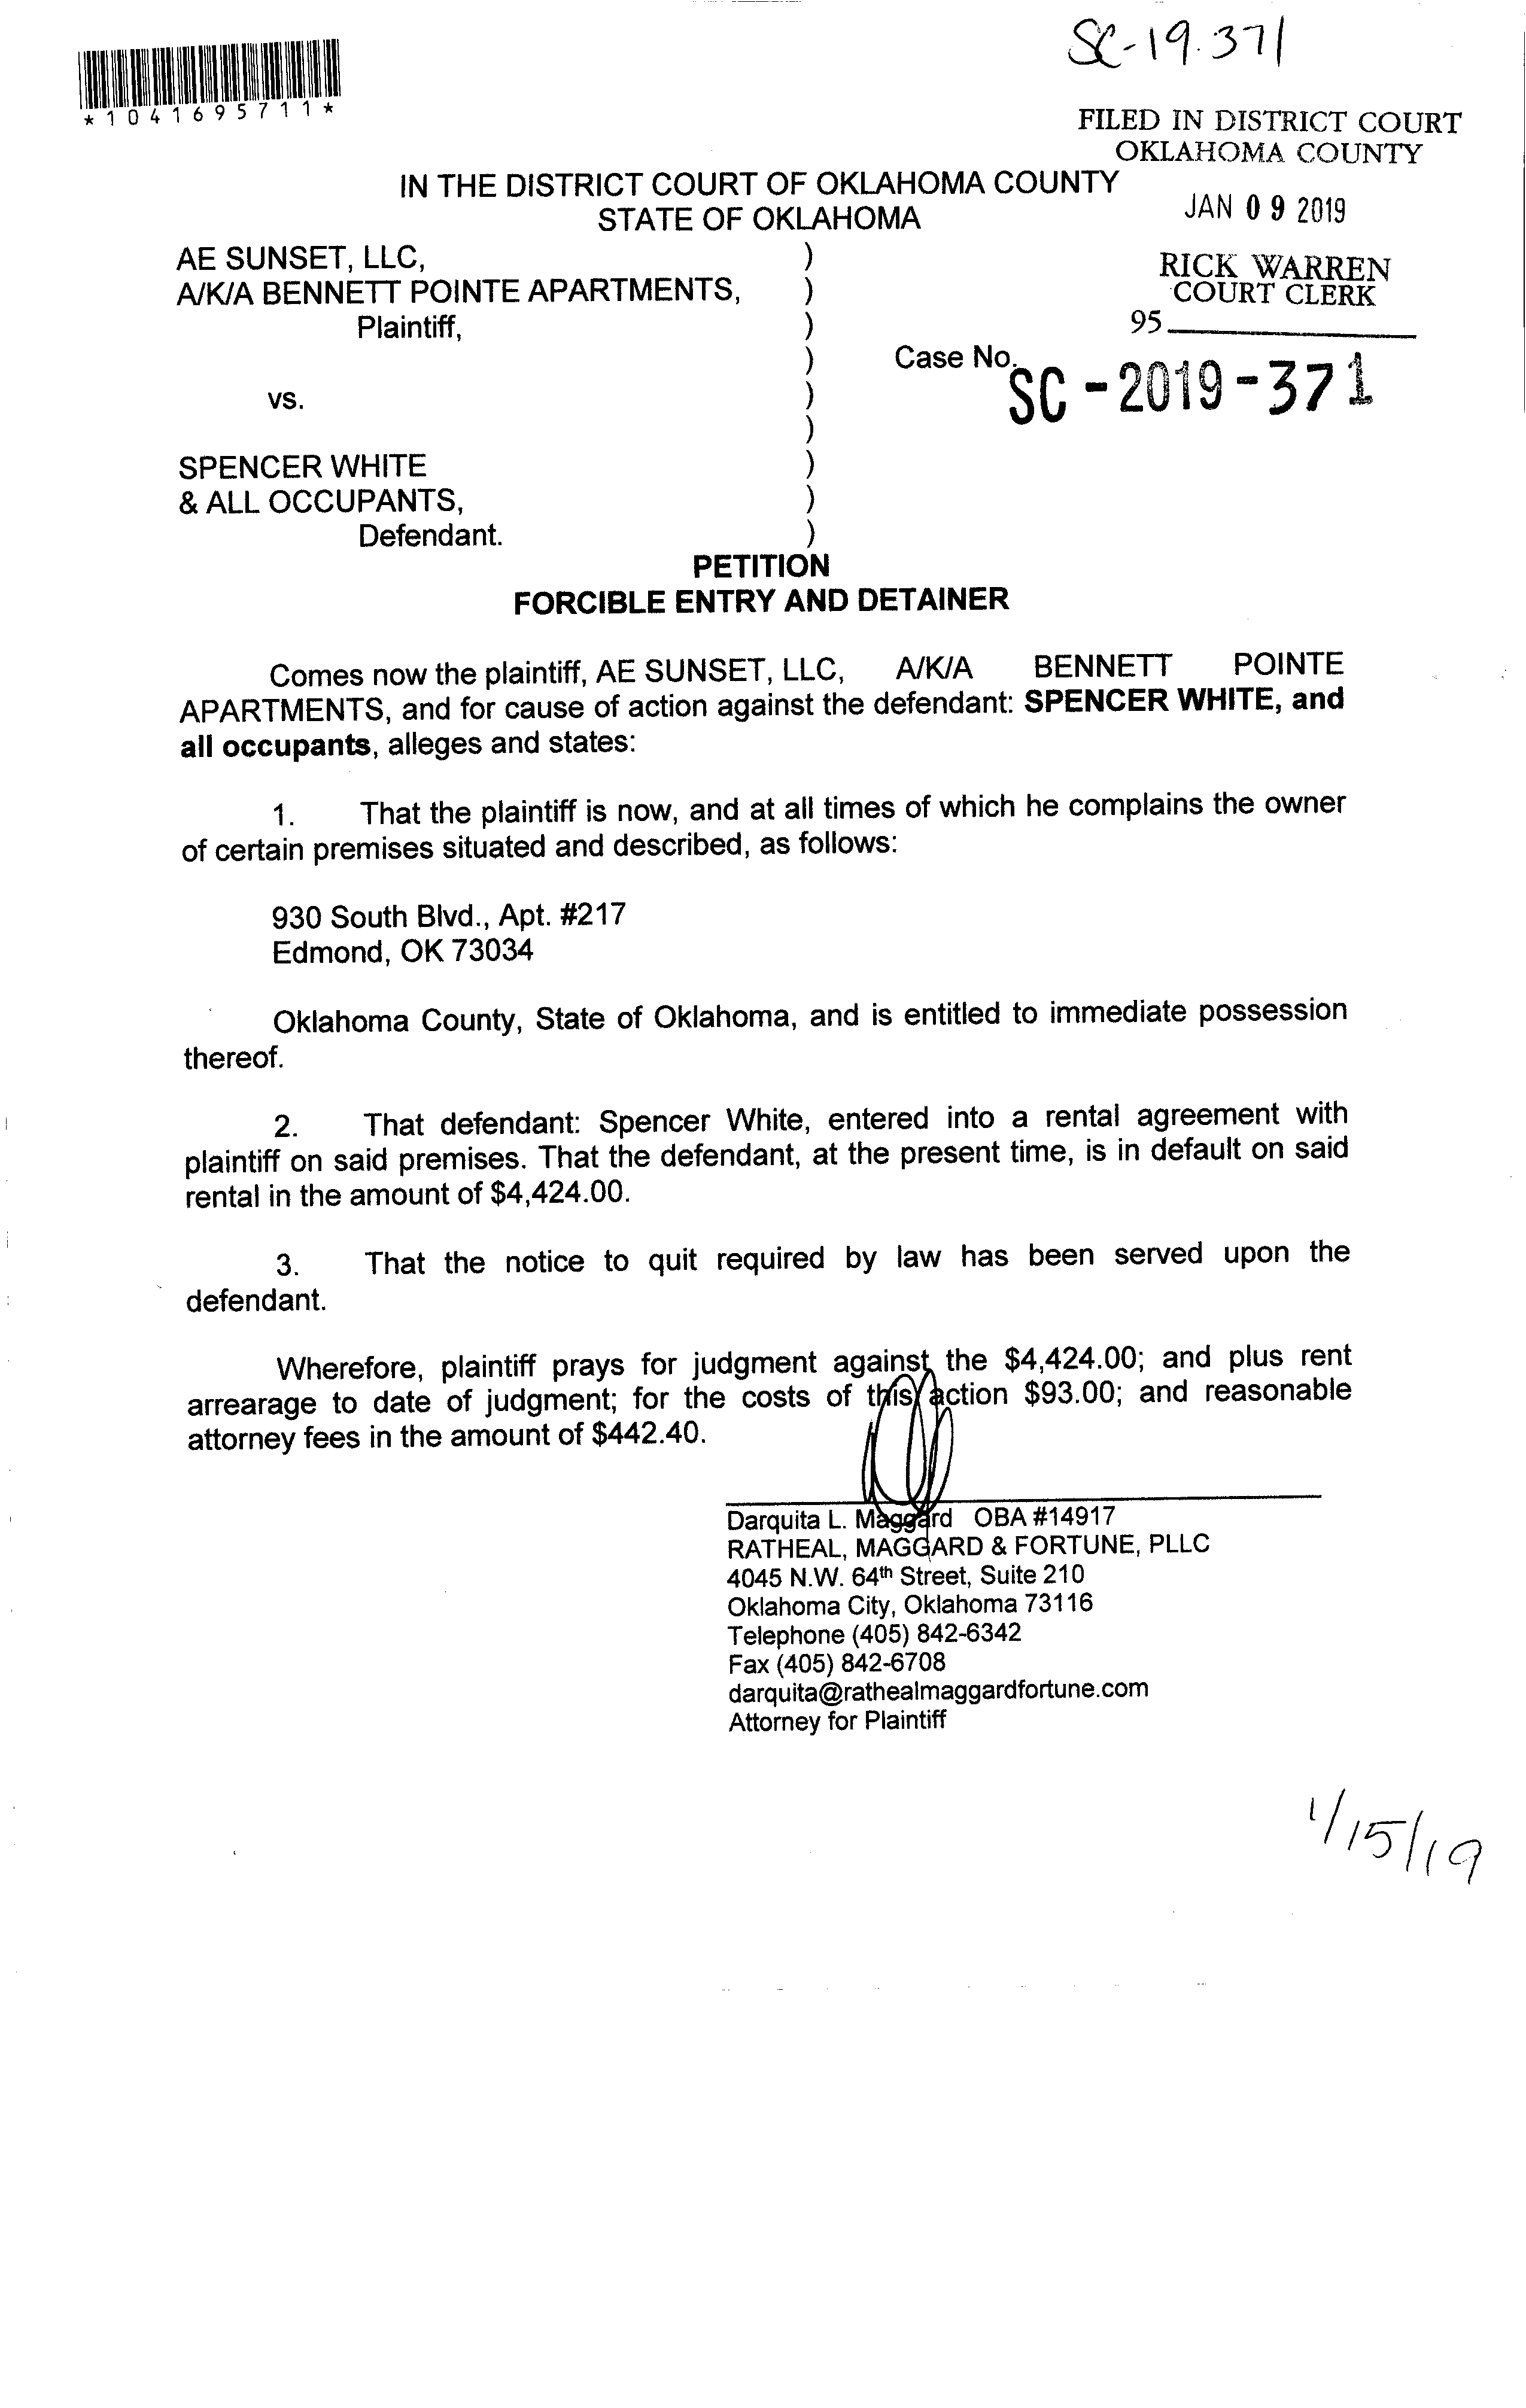 SC-19.371
*1041695711*
FILED IN DISTRICT COURT
OKLAHOMA COUNTY
IN THE DISTRICT COURT OF OKLAHOMA COUNTY
STATE OF OKLAHOMA
JAN 09 2019
AE SUNSET, LLC, )
A/K/A BENNETT POINTE APARTMENTS, )
Plaintiff, )
RICK WARREN
COURT CLERK
95
)
Case No. SC-2019-371
vs. )
)
SPENCER WHITE )
& ALL OCCUPANTS, )
Defendant. )
PETITION
FORCIBLE ENTRY AND DETAINER
Comes now the plaintiff, AE SUNSET, LLC, A/K/A BENNETT POINTE
APARTMENTS, and for cause of action against the defendant: SPENCER WHITE, and
all occupants, alleges and states:
1. That the plaintiff is now, and at all times of which he complains the owner
of certain premises situated and described, as follows:
930 South Blvd., Apt. #217
Edmond, OK 73034
Oklahoma County, State of Oklahoma, and is entitled to immediate possession
thereof.
2. That defendant: Spencer White, entered into a rental agreement with
plaintiff on said premises. That the defendant, at the present time, is in default on said
rental in the amount of $4,424.00.
3. That the notice to quit required by law has been served upon the
defendant.
Wherefore, plaintiff prays for judgment against the $4,424.00; and plus rent
arrearage to date of judgment; for the costs of this action $93.00; and reasonable
attorney fees in the amount of $442.40.
Darquita L. Maggard OBA #14917
RATHEAL, MAGGARD & FORTUNE, PLLC
4045 N.W. 64th Street, Suite 210
Oklahoma City, Oklahoma 73116
Telephone (405) 842-6342
Fax (405) 842-6708
darquita@rathealmaggardfortune.com
Attorney for Plaintiff
1/15/19